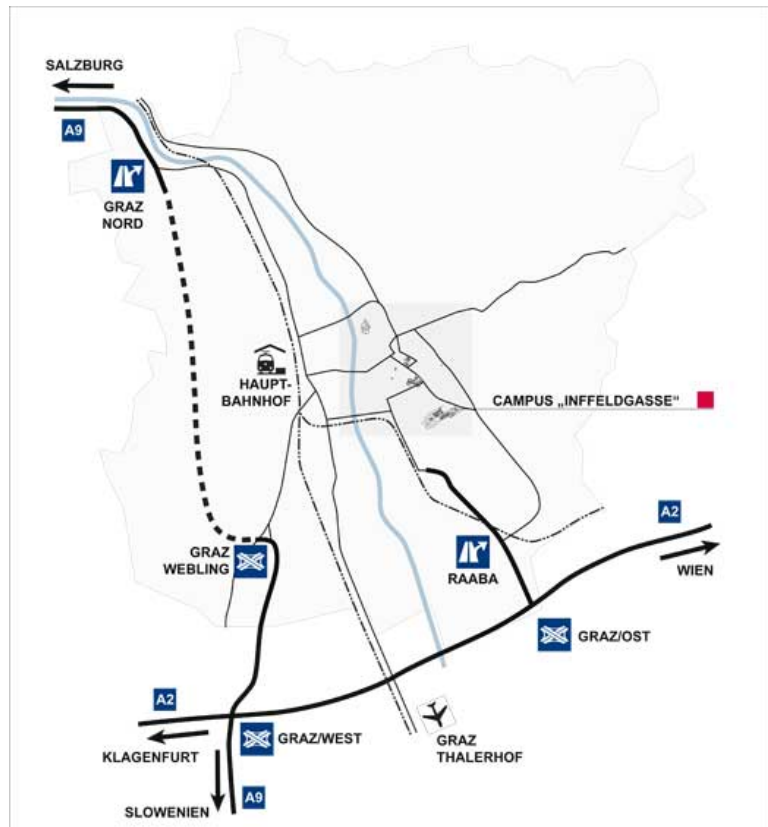 SALZBURG
A9
GRAZ
NORD
HAUPT-
BAHNHOF
CAMPUS „INFFELDGASSE“
A2
WIEN
GRAZ
WEBLING
RAABA
GRAZ/OST
A2
KLAGENFURT
GRAZ/WEST
GRAZ
THALERHOF
SLOWENIEN
A9